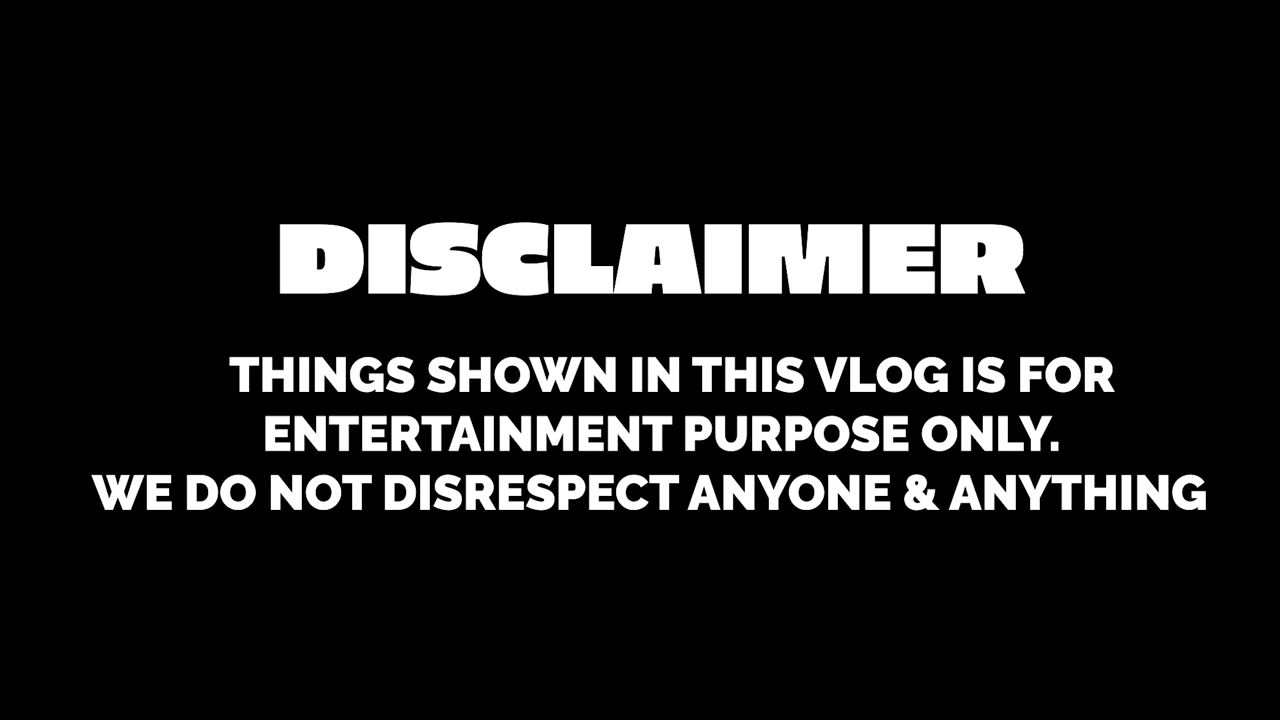 DISCLAIMER
THINGS SHOWN IN THIS VLOG IS FOR
ENTERTAINMENT PURPOSE ONLY.
WE DO NOT DISRESPECT ANYONE & ANYTHING